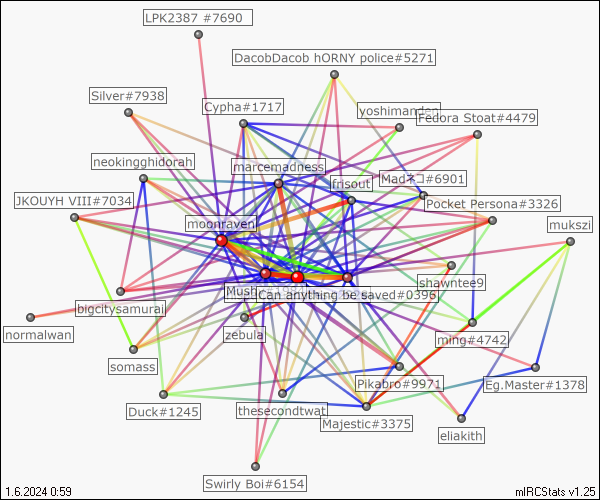 LPK2387 #7690
DacobDacob hORNY police#5271
Silver#7938
Cypha#1717
yoshimanden
Fedora Stoat#4479
neokingghidorah
marcemadness
Madネコ#6901
frisout
JKOUYH VIII#7034
Pocket Persona#3326
moonraven
mukszi
shawntee9
Can anything be saved#0396
bigcitysamurai
normalwan
zebula
ming#4742
somass
Pikabro#9971
Eg.Master#1378
Duck#1245
thesecondtwat
Majestic#3375
eliakith
Swirly Boi#6154
1.6.2024 0:59
mIRCStats v1.25